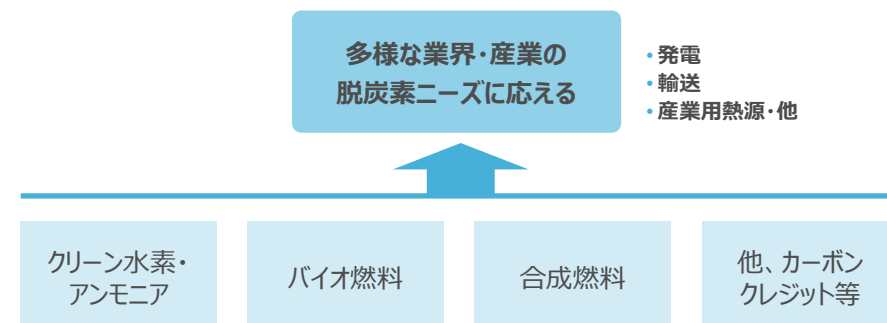 多様な業界・産業の
脱炭素ニーズに応える
・発電
・輸送
・産業用熱源・他
クリーン水素・
アンモニア
バイオ燃料
合成燃料
他、カーボン
クレジット等